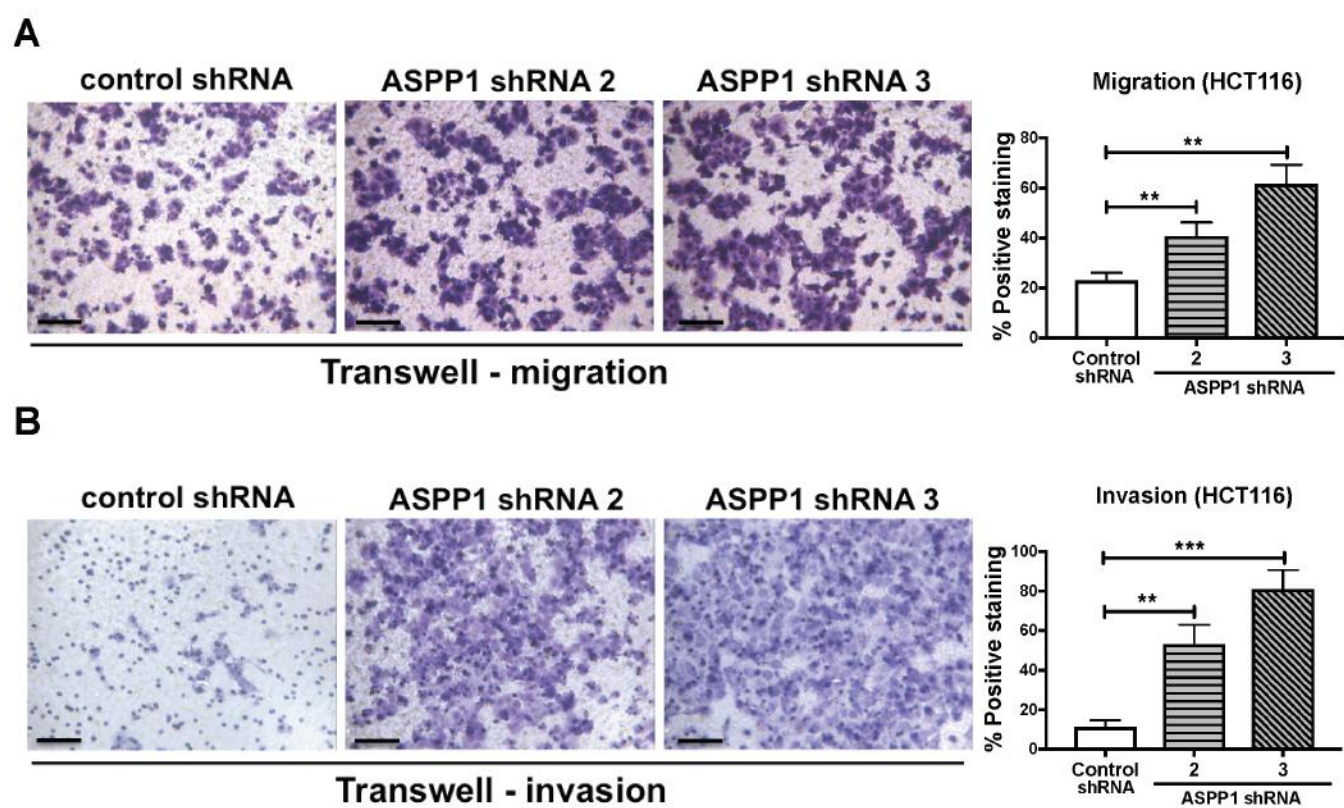 A
control shRNA
ASPP1 shRNA 2
ASPP1 shRNA 3
Transwell - migration
Migration (HCT116)
% Positive staining
80
60
40
20
0
**
**
Control
shRNA
2
3
ASPP1 shRNA
B
control shRNA
ASPP1 shRNA 2
ASPP1 shRNA 3
Transwell - invasion
Invasion (HCT116)
% Positive staining
100
80
60
40
20
0
***
**
Control
shRNA
2
3
ASPP1 shRNA